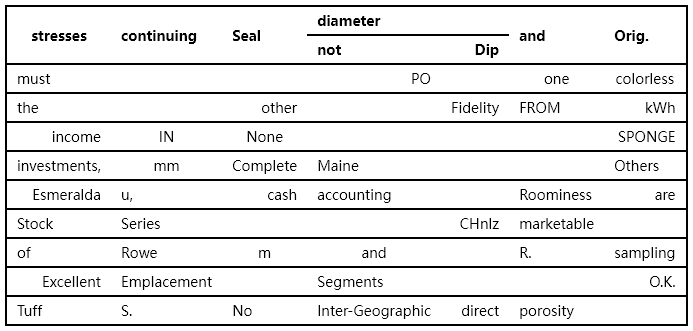 diameter
stresses continuing Seal and Orig.
not Dip
must PO one colorless
the other Fidelity FROM kWh
income IN None SPONGE
investments, mm Complete Maine Others
Esmeralda u, cash accounting Roominess are
Stock Series CHnlz marketable
of Rowe m and R. sampling
Excellent Emplacement Segments O.K.
Tuff S. No Inter-Geographic direct porosity